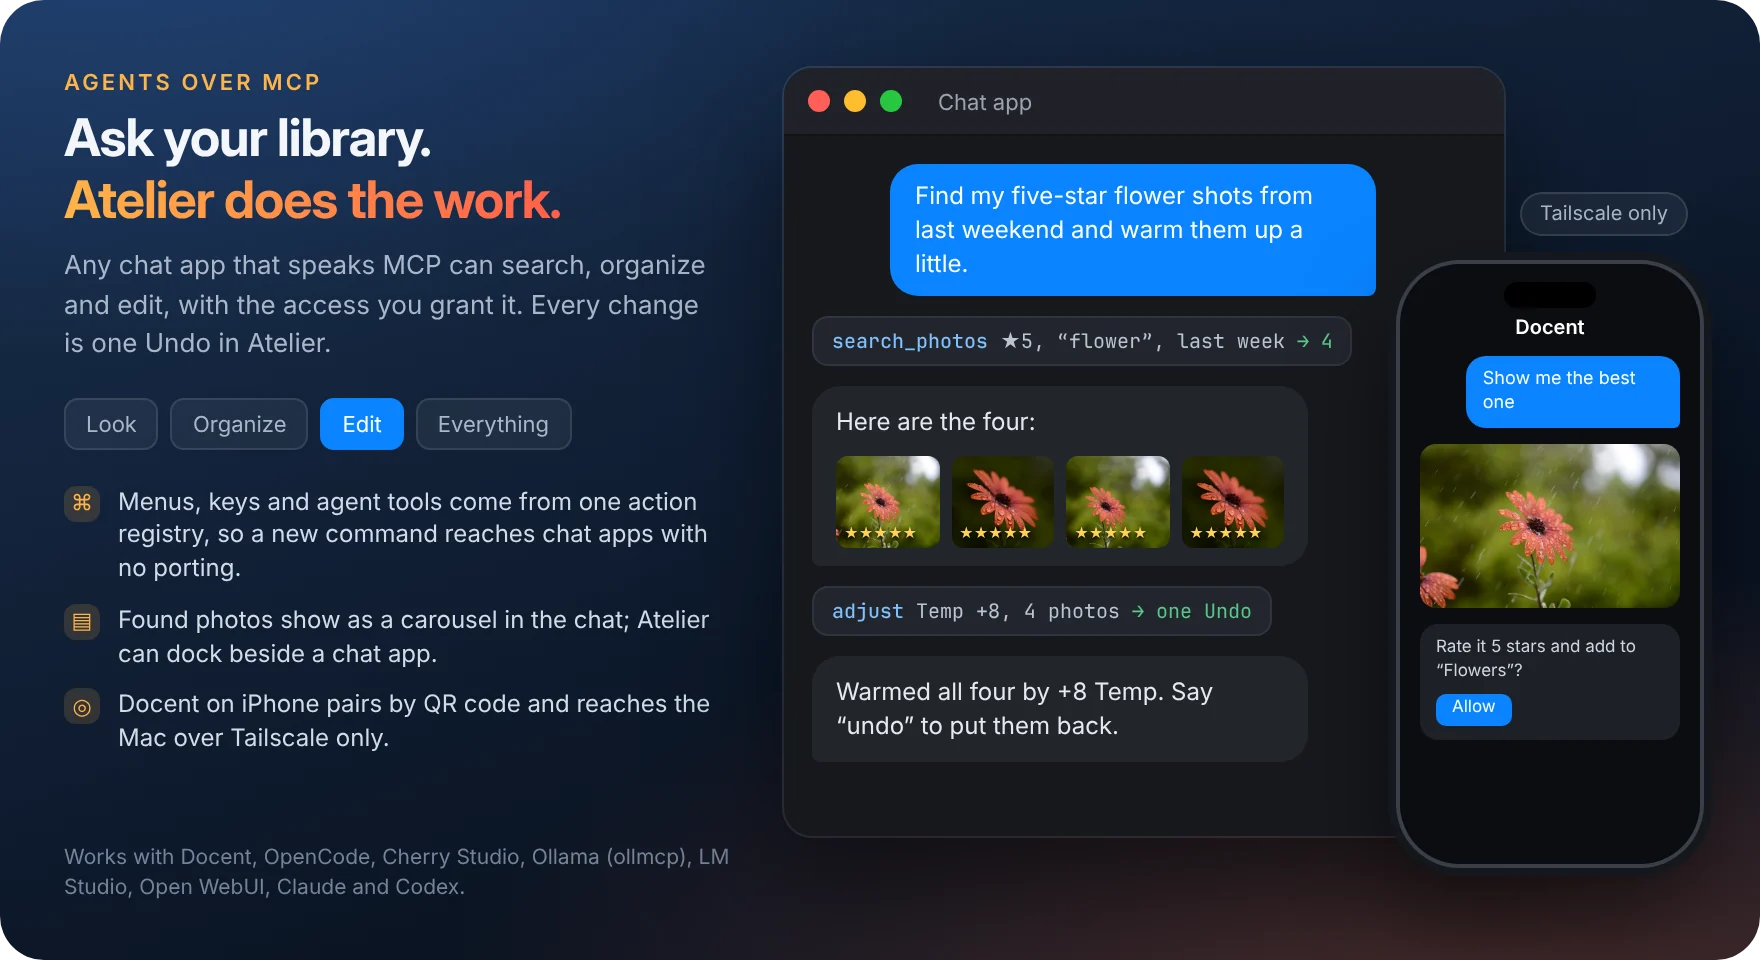 AGENTS OVER MCP
Ask your library.
Atelier does the work.
Any chat app that speaks MCP can search, organize
and edit, with the access you grant it. Every change
is one Undo in Atelier.
Look
Organize
Edit
Everything
⌘ Menus, keys and agent tools come from one action
registry, so a new command reaches chat apps with
no porting.
▤ Found photos show as a carousel in the chat; Atelier
can dock beside a chat app.
◎ Docent on iPhone pairs by QR code and reaches the
Mac over Tailscale only.
Works with Docent, OpenCode, Cherry Studio, Ollama (ollmcp), LM
Studio, Open WebUI, Claude and Codex.
Chat app
Find my five-star flower shots from
last weekend and warm them up a
little.
search_photos ★5, “flower”, last week → 4
Here are the four:
★★★★★
★★★★★
★★★★★
★★★★★
adjust Temp +8, 4 photos → one Undo
Warmed all four by +8 Temp. Say
“undo” to put them back.
Tailscale only
Docent
Show me the best
one
Rate it 5 stars and add to
“Flowers”?
Allow